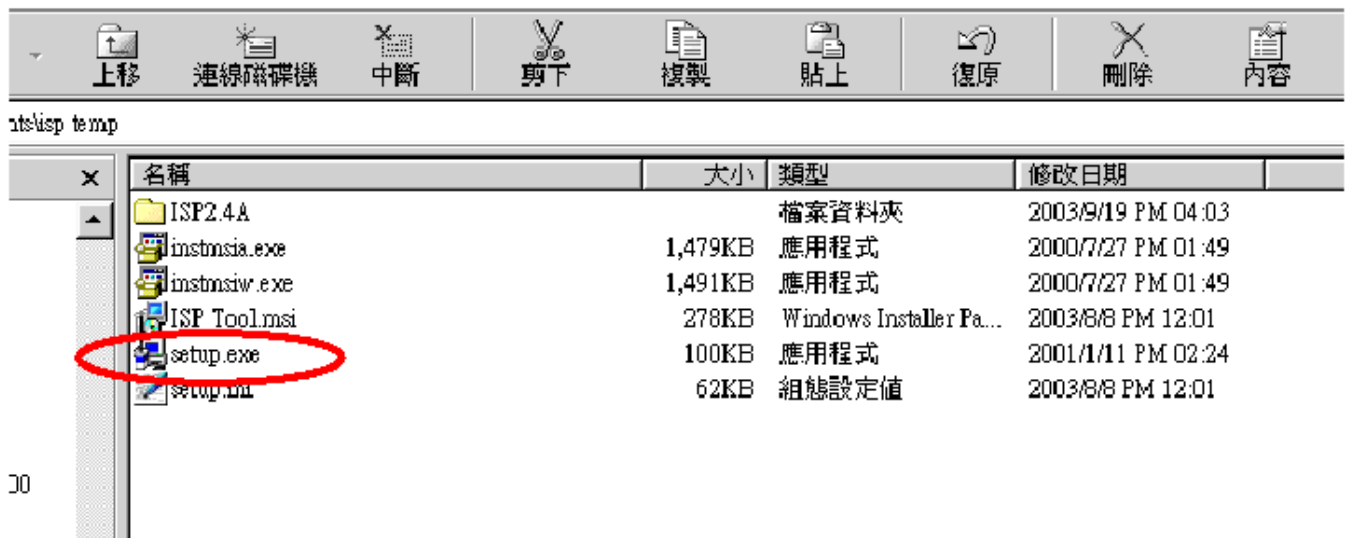 上移 連線磁碟機 中斷 剪下 複製 貼上 復原 刪除 內容
nts\isp temp
名稱 大小 類型 修改日期
ISP2.4A 檔案資料夾 2003/9/19 PM 04:03
instmsia.exe 1,479KB 應用程式 2000/7/27 PM 01:49
instmsiw.exe 1,491KB 應用程式 2000/7/27 PM 01:49
ISP Tool.msi 278KB Windows Installer Pa... 2003/8/8 PM 12:01
setup.exe 100KB 應用程式 2001/1/11 PM 02:24
setup.ini 62KB 組態設定值 2003/8/8 PM 12:01
00